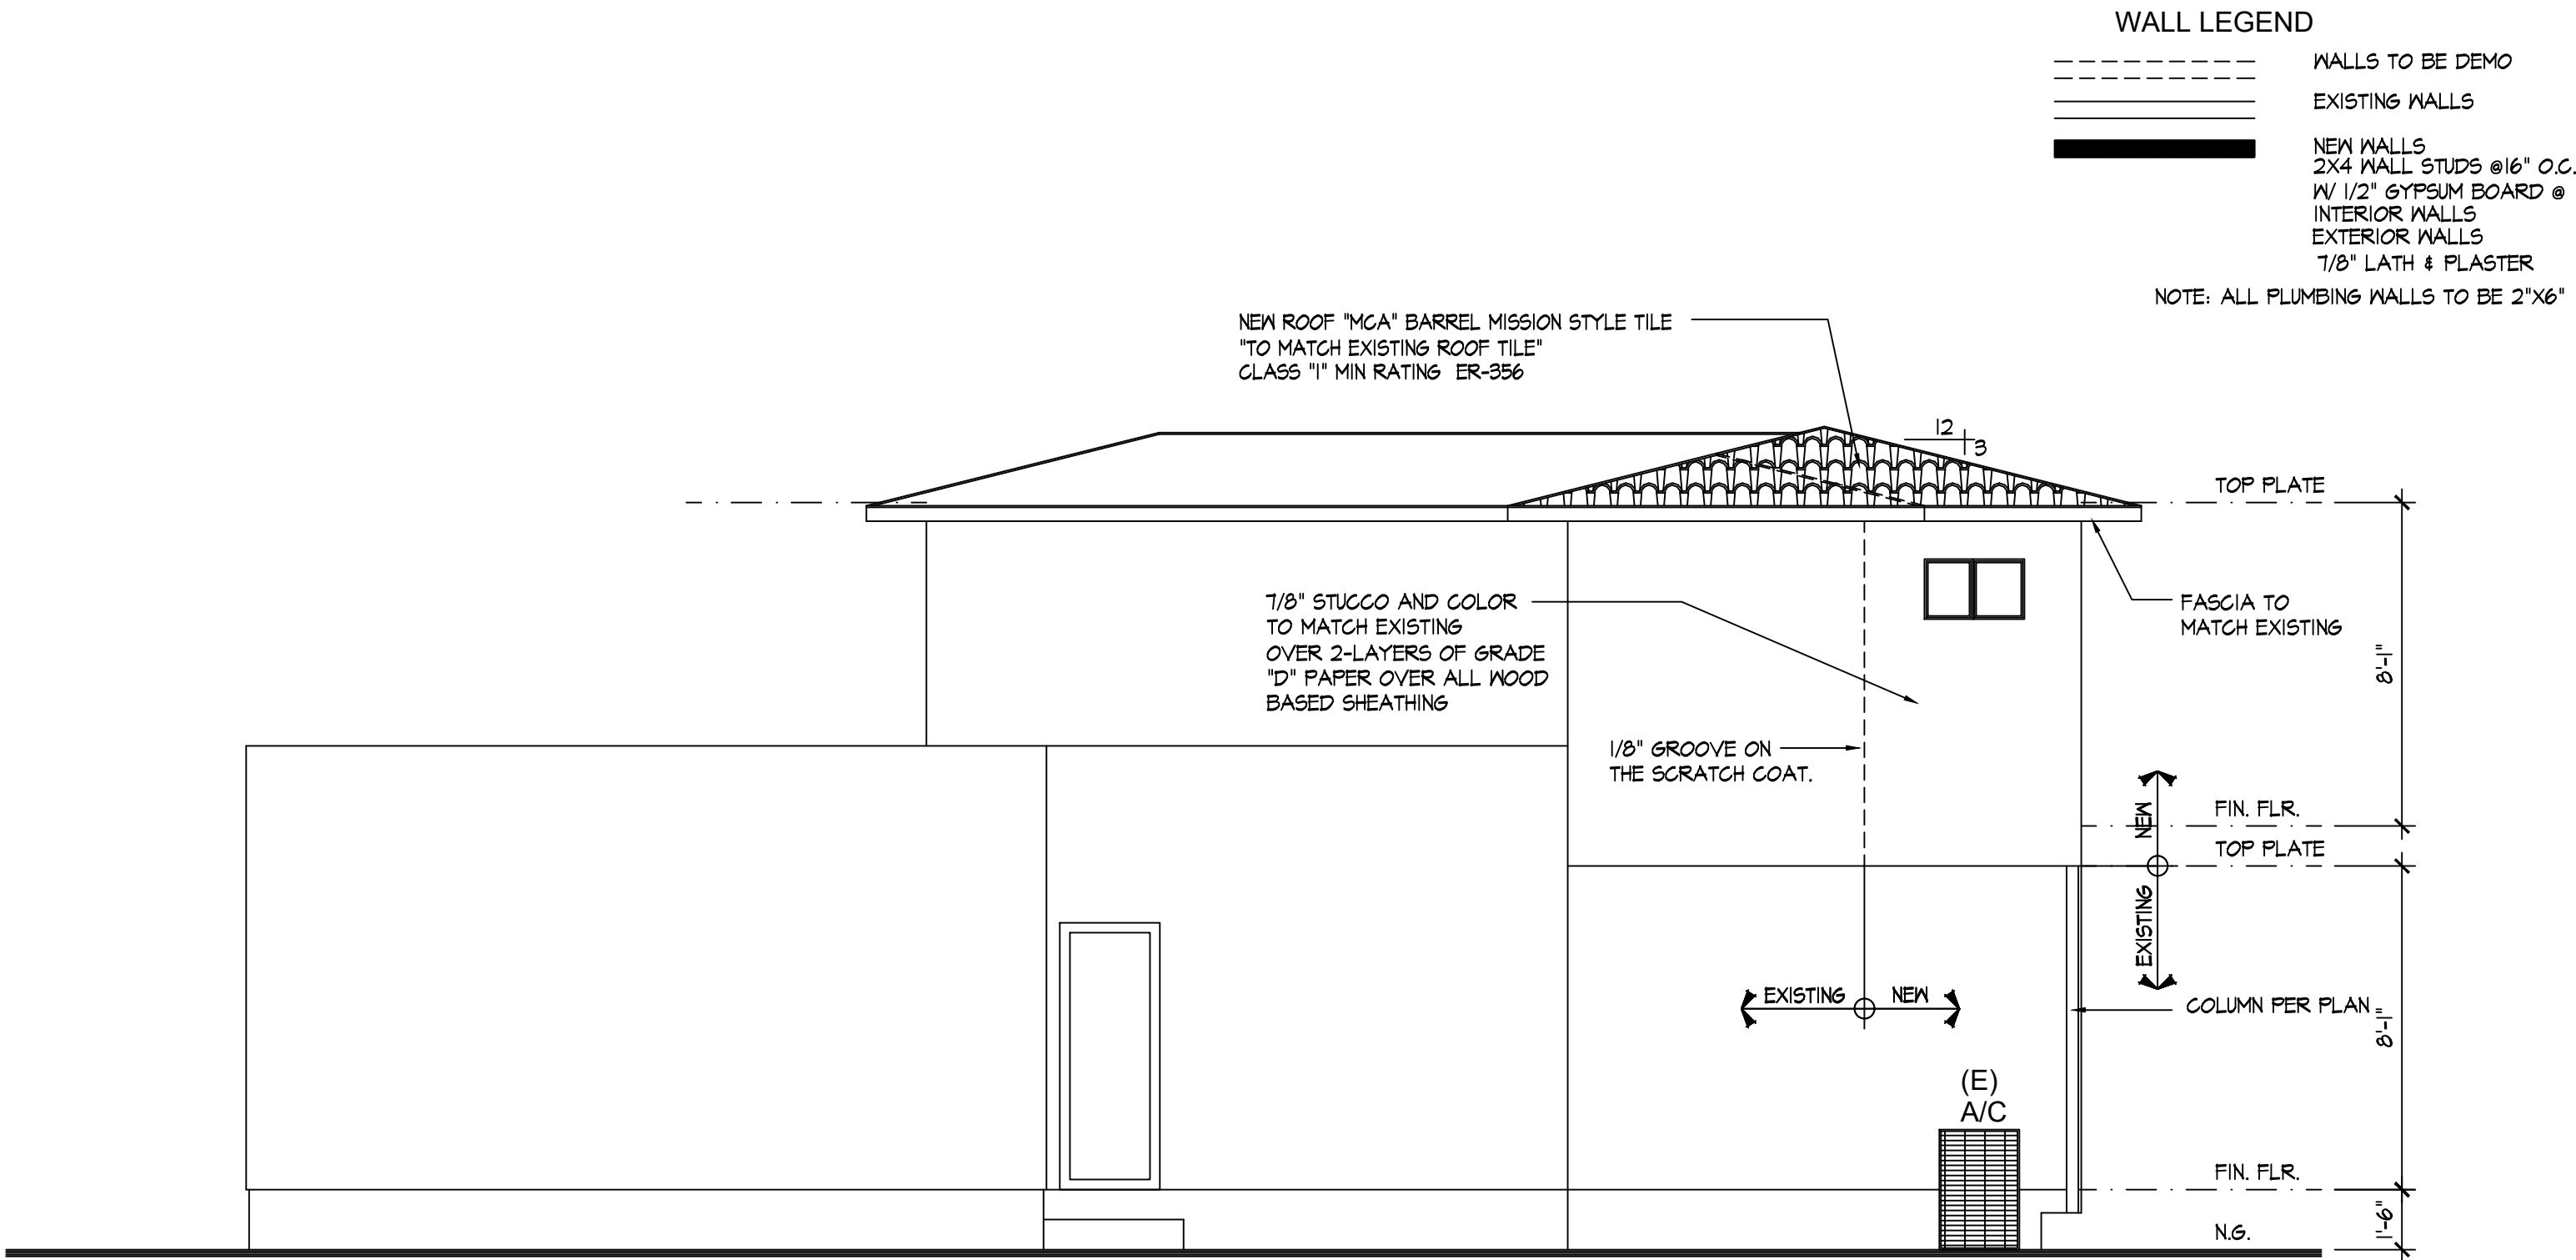 WALL LEGEND
WALLS TO BE DEMO
EXISTING WALLS
NEW WALLS
2X4 WALL STUDS @16" O.C.
W/ 1/2" GYPSUM BOARD @
INTERIOR WALLS
EXTERIOR WALLS
7/8" LATH & PLASTER
NOTE: ALL PLUMBING WALLS TO BE 2"X6"
NEW ROOF "MCA" BARREL MISSION STYLE TILE
"TO MATCH EXISTING ROOF TILE"
CLASS "1" MIN RATING ER-356
12
3
TOP PLATE
7/8" STUCCO AND COLOR
TO MATCH EXISTING
OVER 2-LAYERS OF GRADE
"D" PAPER OVER ALL WOOD
BASED SHEATHING
FASCIA TO
MATCH EXISTING
8'-1"
1/8" GROOVE ON
THE SCRATCH COAT.
NEW
FIN. FLR.
TOP PLATE
EXISTING
EXISTING
NEW
COLUMN PER PLAN
8'-1"
(E)
A/C
FIN. FLR.
1'-6"
N.G.